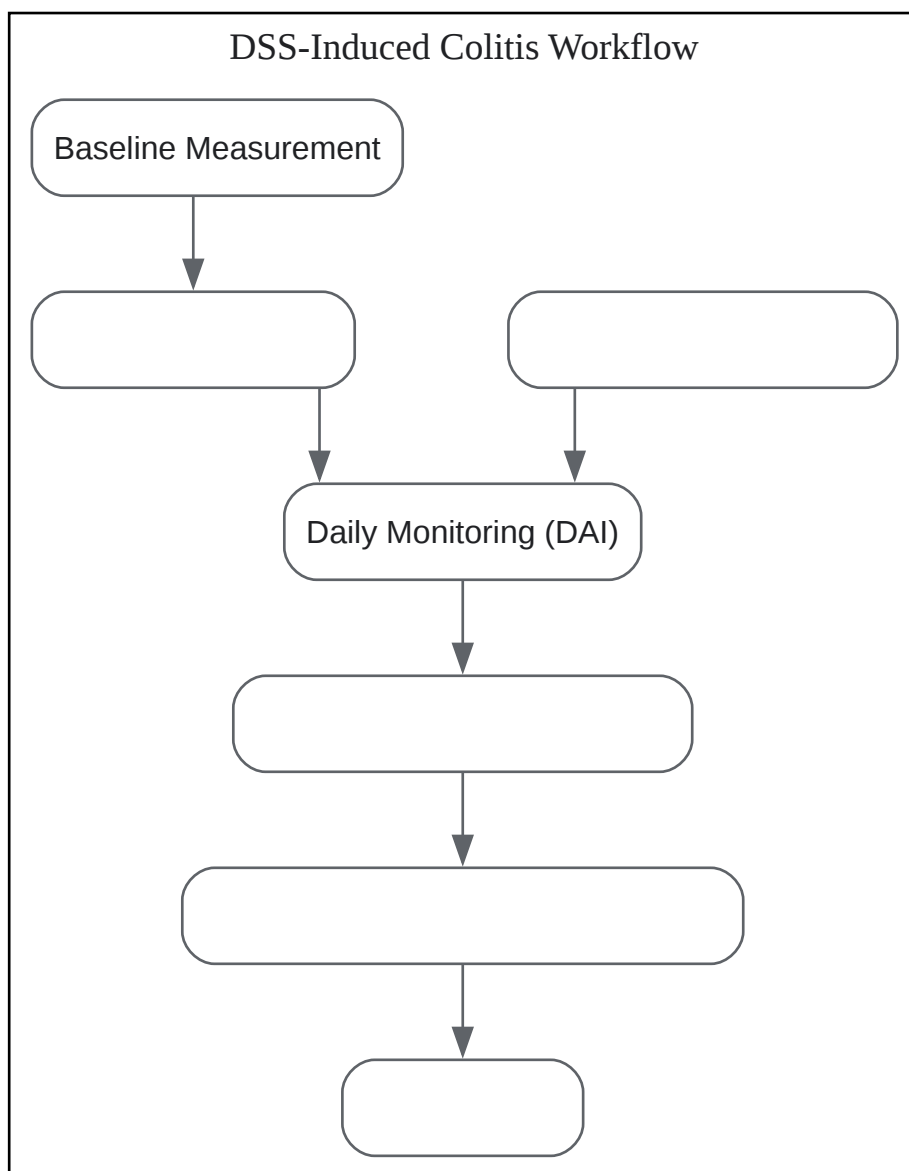 DSS-Induced Colitis Workflow
Baseline Measurement
Daily Monitoring (DAI)